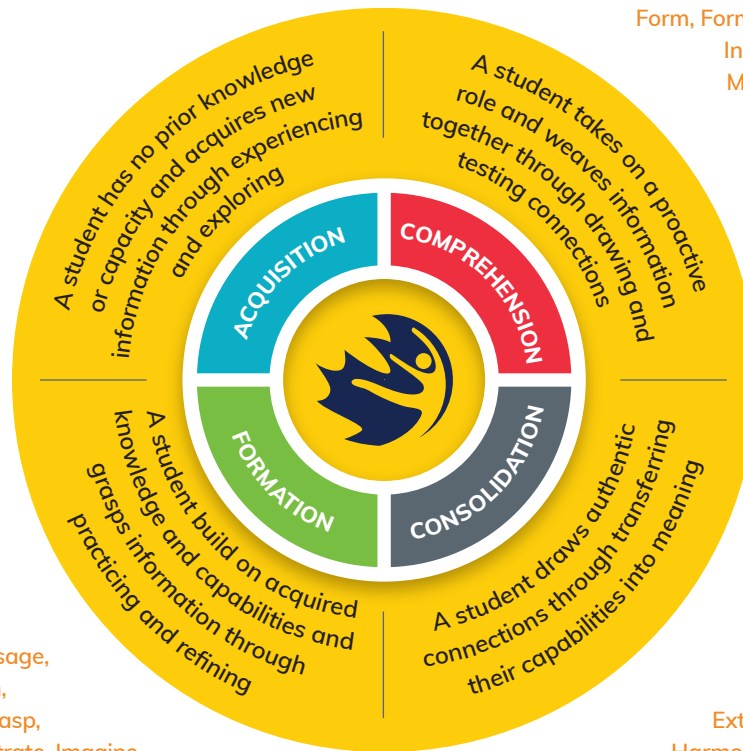 Form, Form
In
M
A student has no prior knowledge
or capacity and acquires new
information through experiencing
and exploring
A student takes on a proactive
role and weaves information
together through drawing and
testing connections
ACQUISITION
COMPREHENSION
FORMATION
CONSOLIDATION
A student build on acquired
knowledge and capabilities and
grasps information through
practicing and refining
A student draws authentic
connections through transferring
their capabilities into meaning
sage,
asp,
Ext